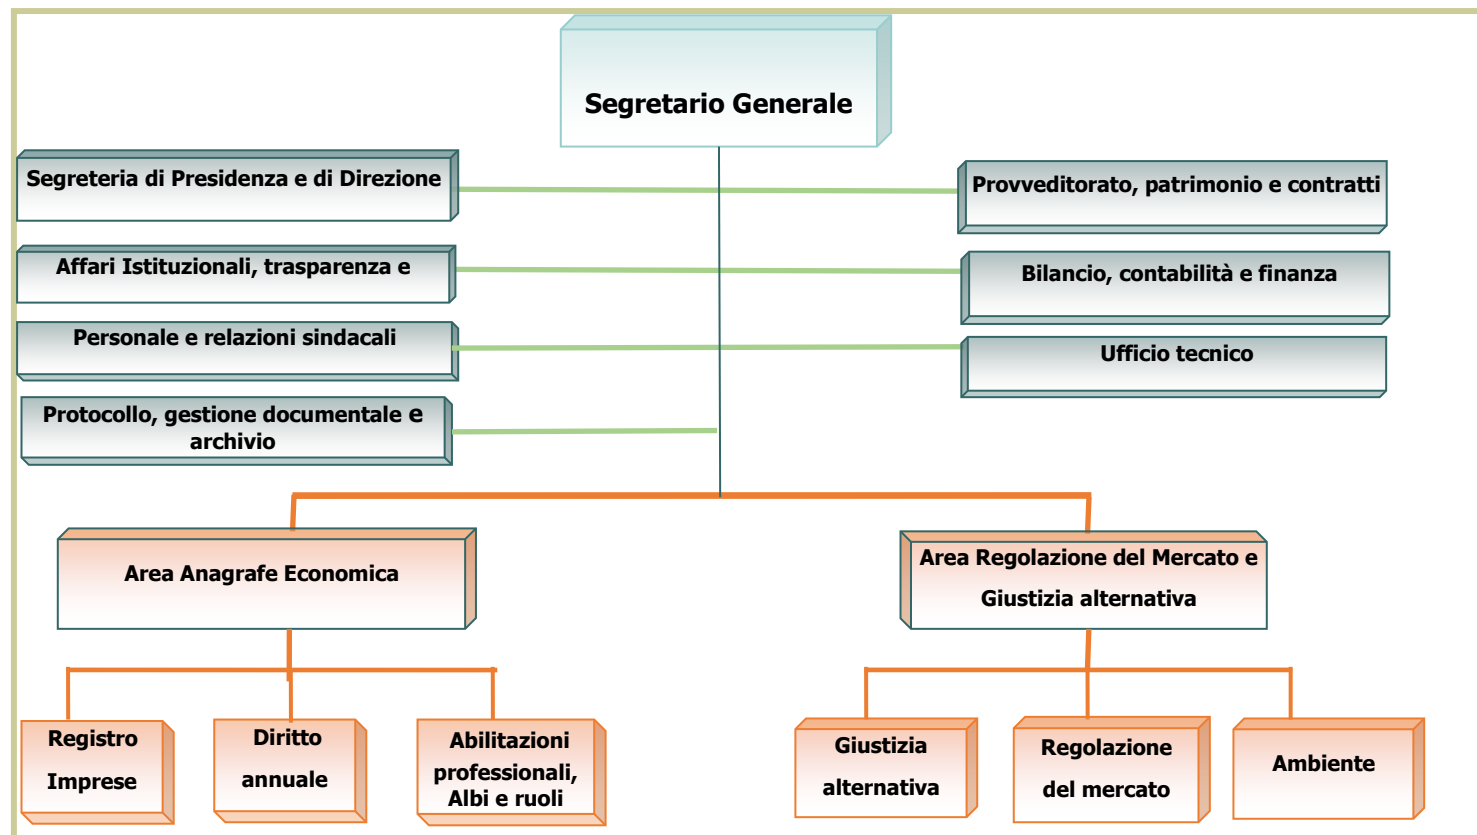 Segretario Generale
Segreteria di Presidenza e di Direzione
Provveditorato, patrimonio e contratti
Affari Istituzionali, trasparenza e
Bilancio, contabilità e finanza
Personale e relazioni sindacali
Ufficio tecnico
Protocollo, gestione documentale e
archivio
Area Anagrafe Economica
Area Regolazione del Mercato e
Giustizia alternativa
Registro
Imprese
Diritto
annuale
Abilitazioni
professionali,
Albi e ruoli
Giustizia
alternativa
Regolazione
del mercato
Ambiente